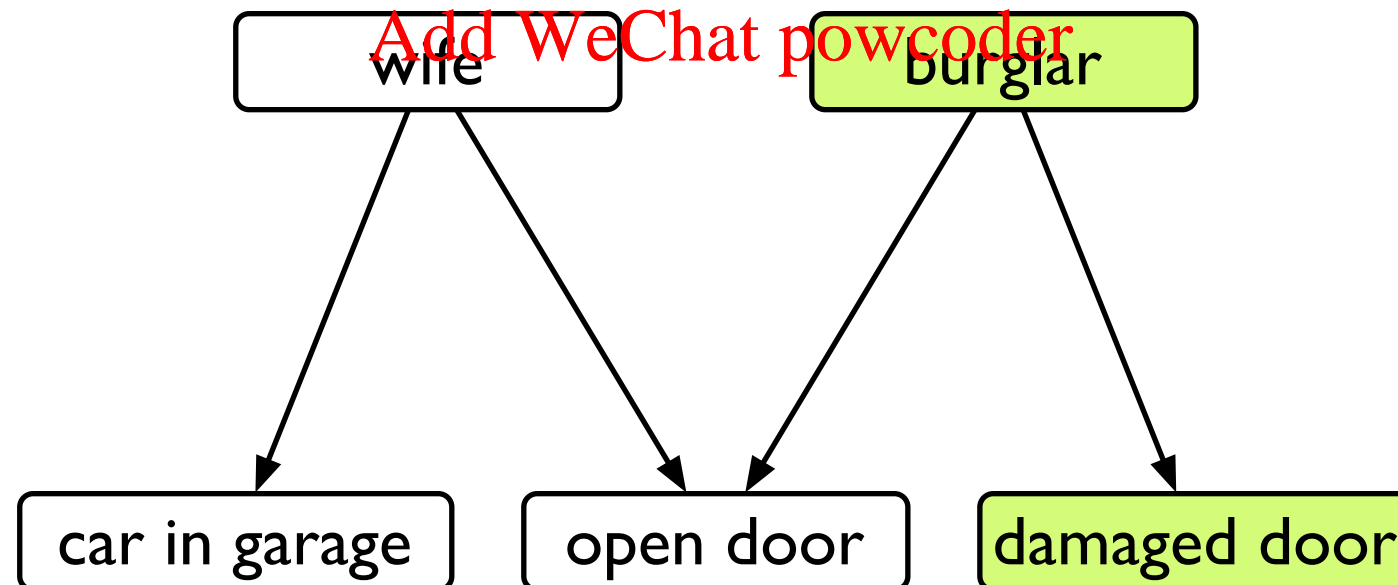 Add WeChat powcoder
wife
burglar
car in garage
open door
damaged door